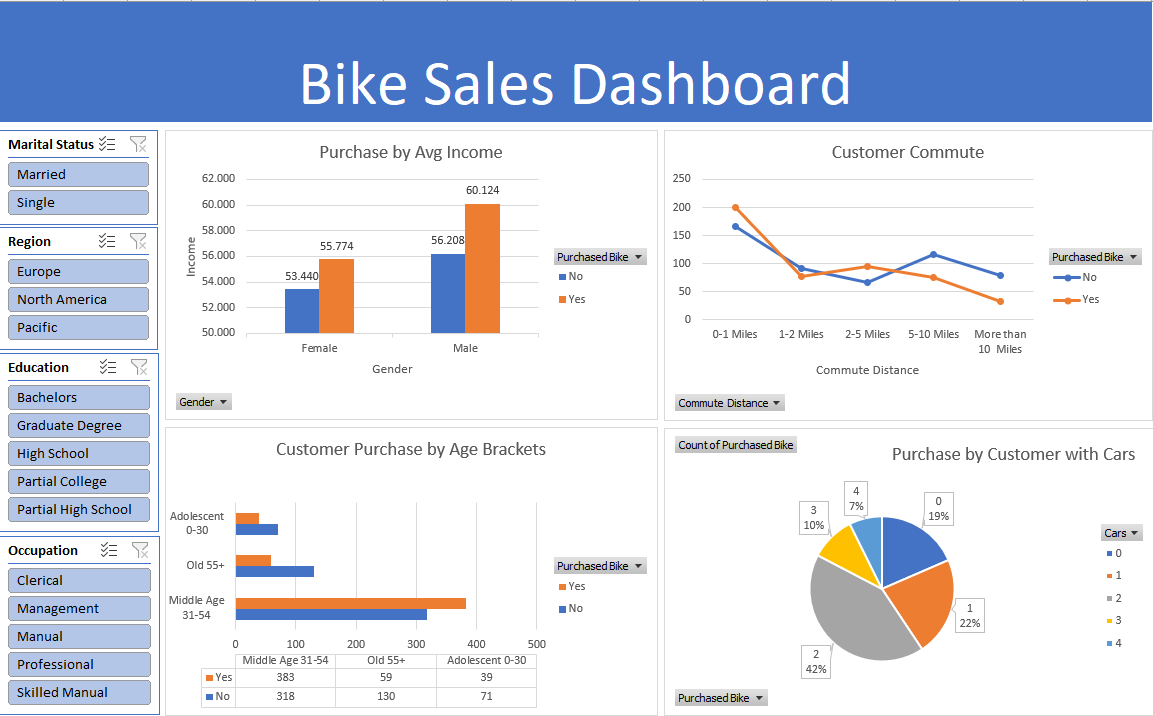 Bike Sales Dashboard
Marital Status
Married
Single
Region
Europe
North America
Pacific
Education
Bachelors
Graduate Degree
High School
Partial College
Partial High School
Occupation
Clerical
Management
Manual
Professional
Skilled Manual
Purchase by Avg Income
62.000
60.000
58.000
56.000
54.000
52.000
50.000
Income
53.440
55.774
56.208
60.124
Female
Male
Gender
Purchased Bike
No
Yes
Gender
Customer Commute
250
200
150
100
50
0
0-1 Miles
1-2 Miles
2-5 Miles
5-10 Miles
More than
10 Miles
Commute Distance
Purchased Bike
No
Yes
Commute Distance
Customer Purchase by Age Brackets
Adolescent
0-30
Old 55+
Middle Age
31-54
0 100 200 300 400 500
Middle Age 31-54 Old 55+ Adolescent 0-30
Yes 383 59 39
No 318 130 71
Purchased Bike
Yes
No
Count of Purchased Bike
Purchase by Customer with Cars
0
19%
1
22%
2
42%
3
10%
4
7%
Cars
0
1
2
3
4
Purchased Bike